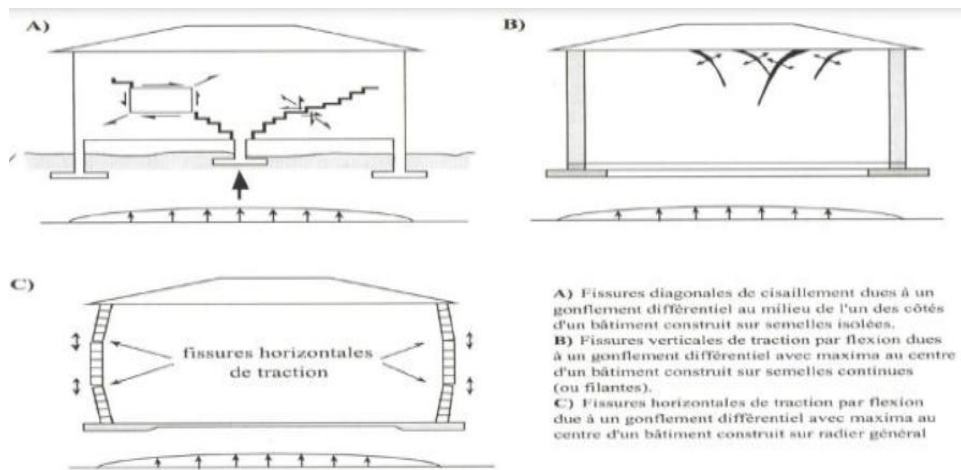 A)
B)
C)
fissures horizontales
de traction
A) Fissures diagonales de cisaillement dues à un
gonflement différentiel au milieu de l'un des côtés
d'un bâtiment construit sur semelles isolées.
B) Fissures verticales de traction par flexion dues
à un gonflement différentiel avec maxima au centre
d'un bâtiment construit sur semelles continues
(ou filantes).
C) Fissures horizontales de traction par flexion
due à un gonflement différentiel avec maxima au
centre d'un bâtiment construit sur radier général